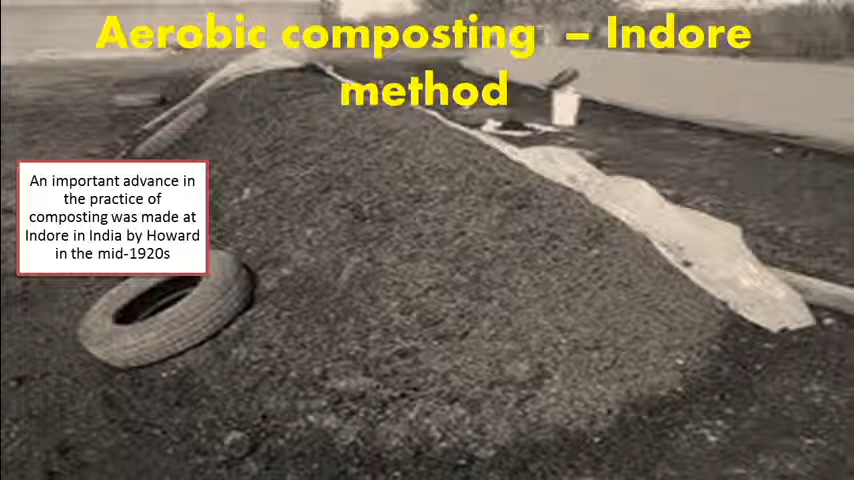 Aerobic composting – Indore
method
An important advance in
the practice of
composting was made at
Indore in India by Howard
in the mid-1920s